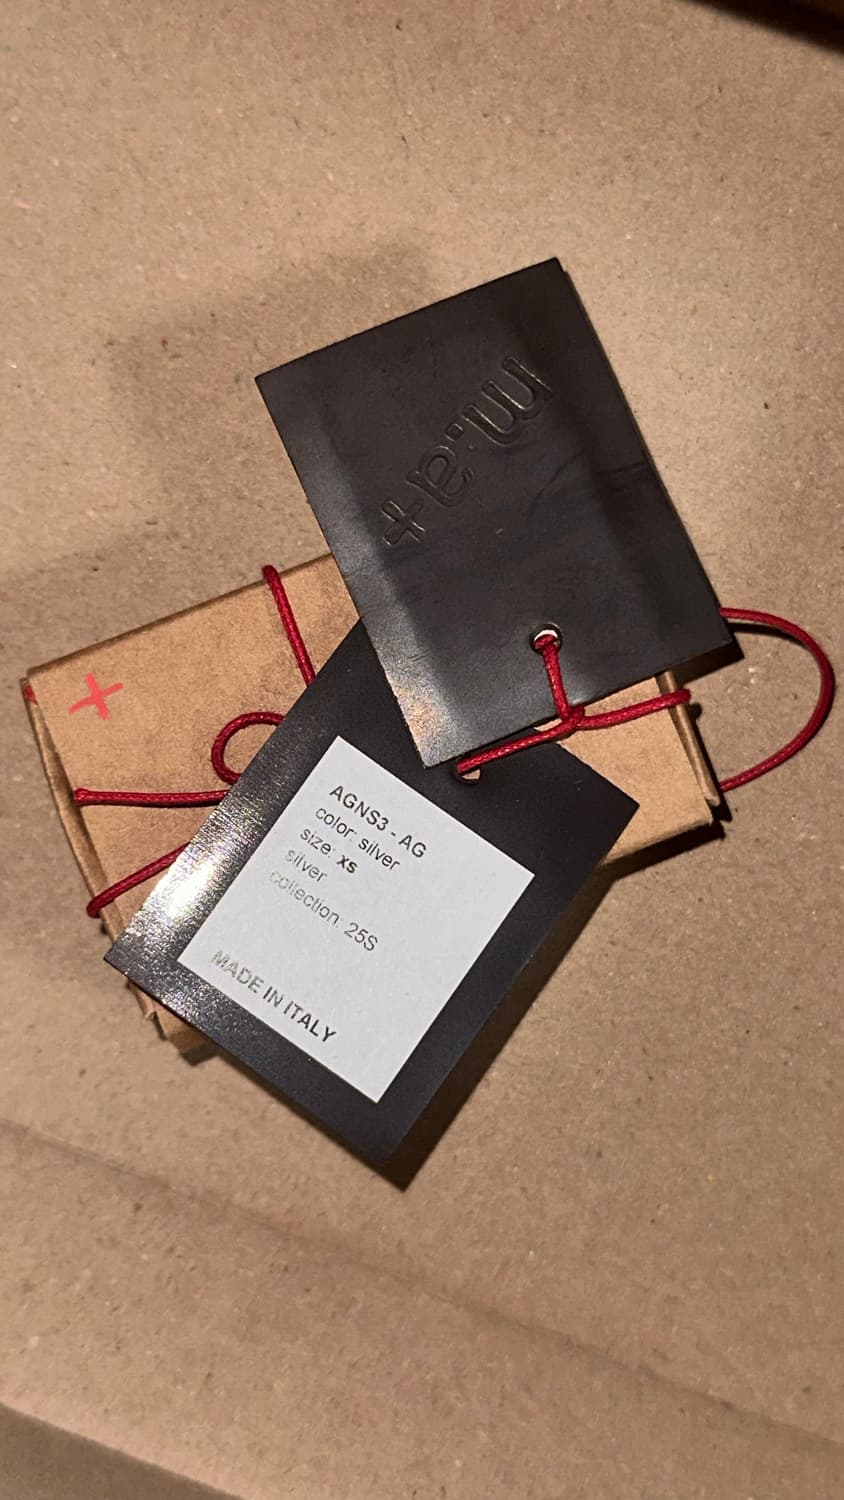 m.a+
AGNS3 - AG
color: silver
size: xs
silver
collection: 25S
MADE IN ITALY